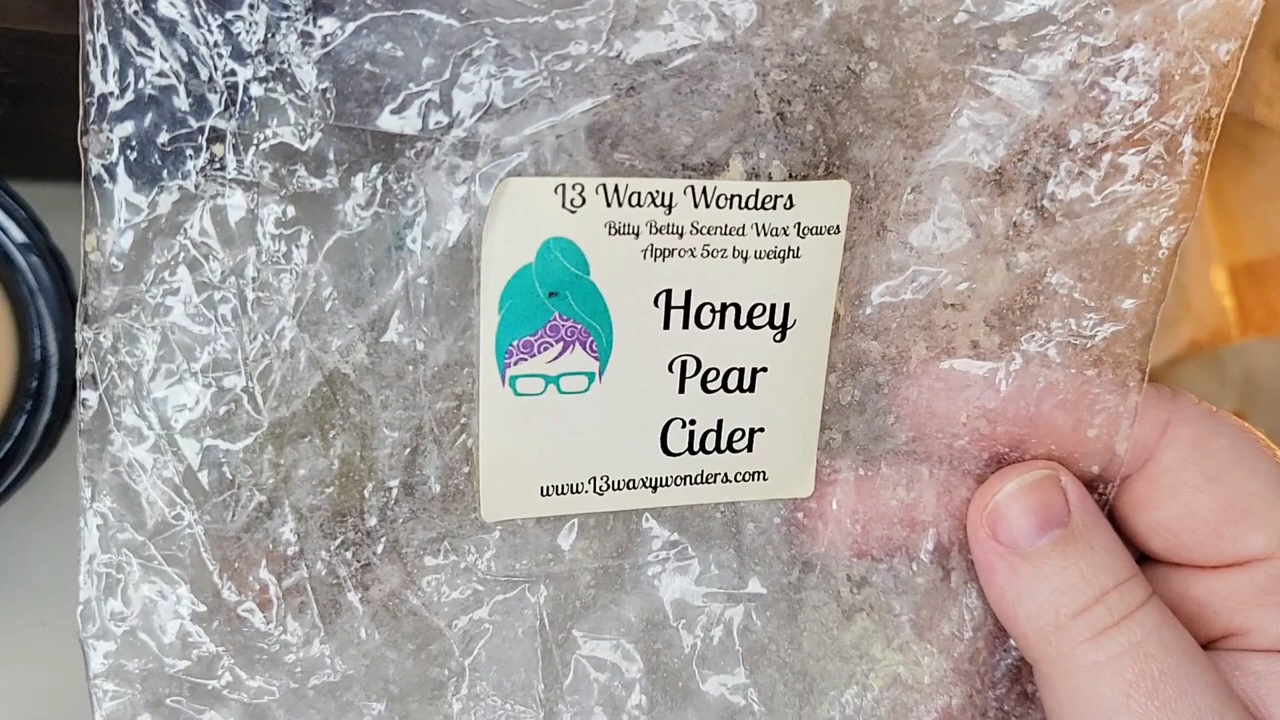 L3 Waxy Wonders
Bitty Betty Scented Wax Loaves
Approx 5oz by weight
Honey
Pear
Cider
www.L3waxywonders.com